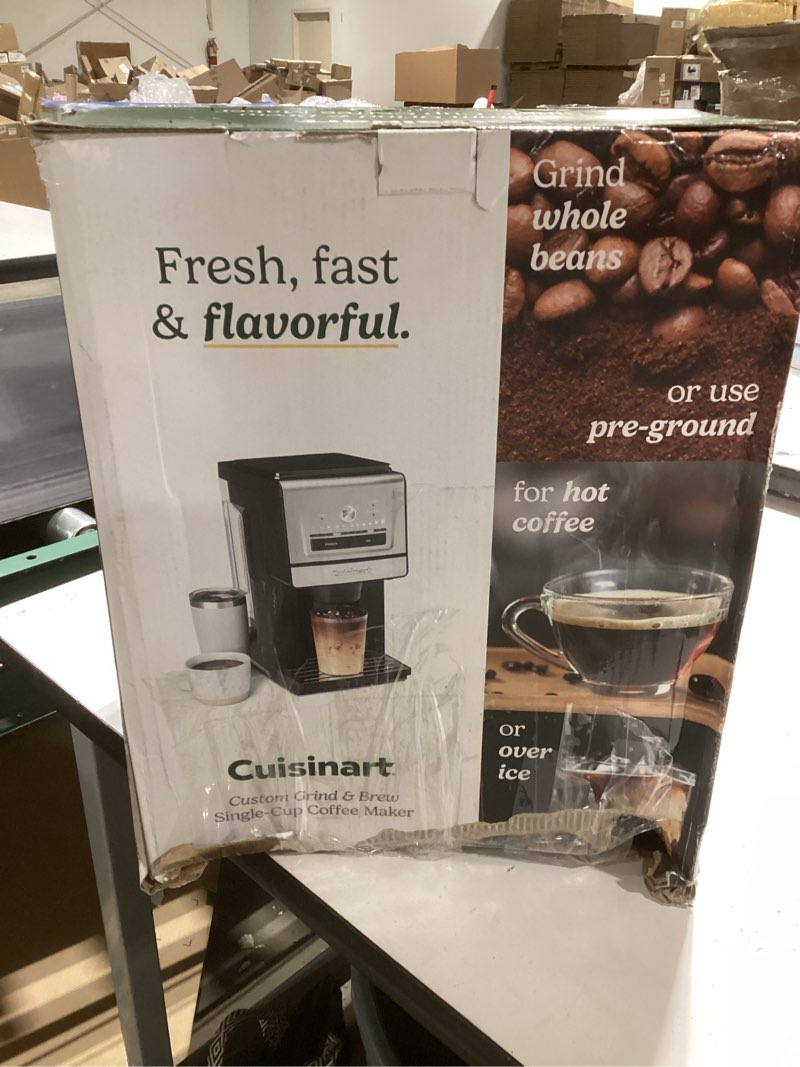 Fresh, fast
& flavorful.
Cuisinart
Cuisinart
Custom Grind & Brew
Single-Cup Coffee Maker
Grind
whole
beans
or use
pre-ground
for hot
coffee
or
over
ice